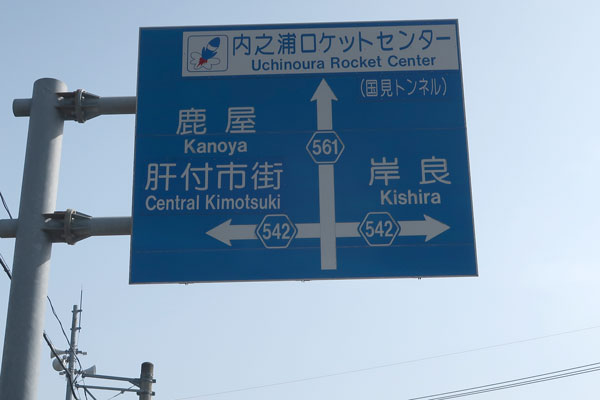 内之浦ロケットセンター
Uchinoura Rocket Center
(国見トンネル)
鹿屋
Kanoya
561
肝付市街
Central Kimotsuki
岸良
Kishira
542
542